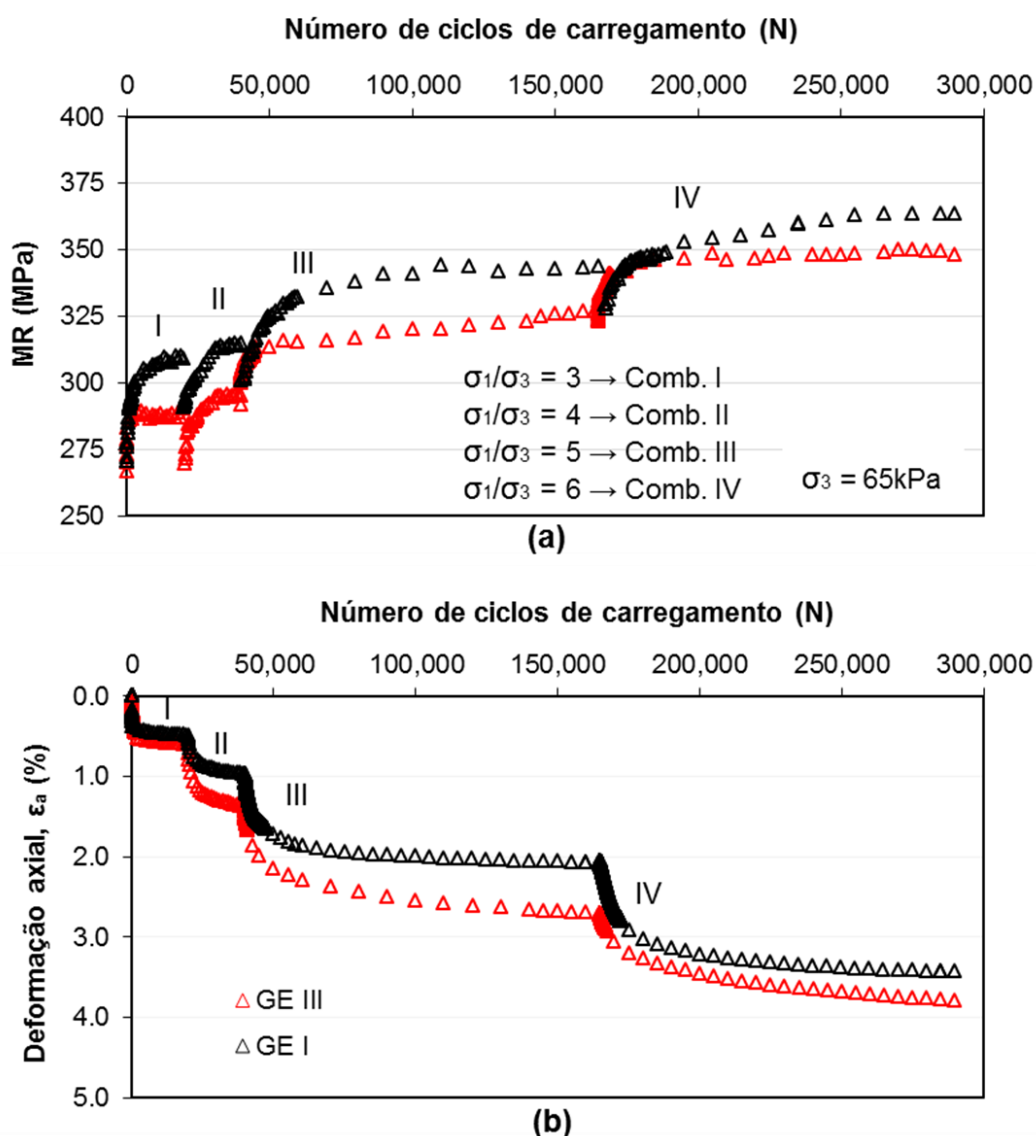 Número de ciclos de carregamento (N)
0 50,000 100,000 150,000 200,000 250,000 300,000
400
375
350
325
300
275
250
MR (MPa)
I
II
III
IV
σ1/σ3 = 3 → Comb. I
σ1/σ3 = 4 → Comb. II
σ1/σ3 = 5 → Comb. III
σ1/σ3 = 6 → Comb. IV
σ3 = 65kPa
(a)
Número de ciclos de carregamento (N)
0 50,000 100,000 150,000 200,000 250,000 300,000
0.0
1.0
2.0
3.0
4.0
5.0
Deformação axial, εa (%)
I
II
III
IV
GE III
GE I
(b)